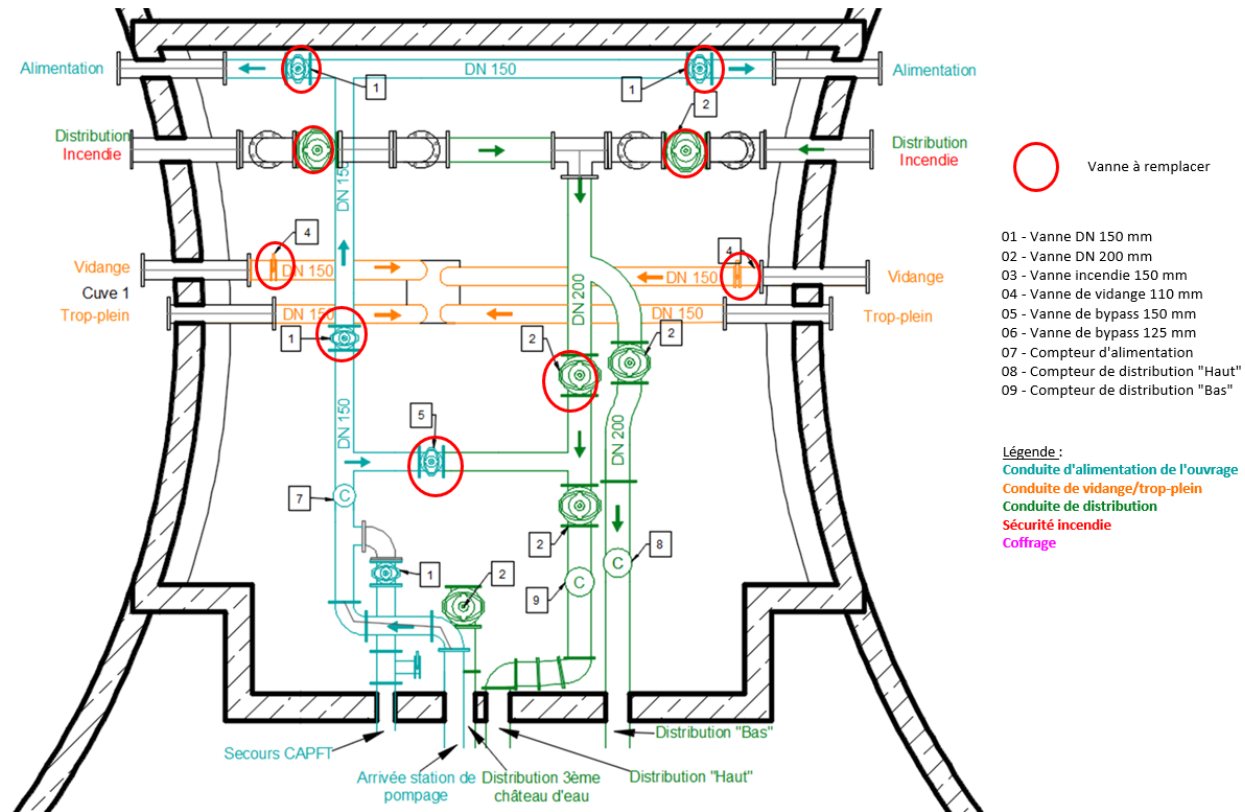 Alimentation
DN 150
Alimentation
1
1
2
Distribution
Incendie
Distribution
Incendie
DN 150
Vanne à remplacer
4
4
Vidange
DN 150
DN 150
Vidange
Cuve 1
Trop-plein
DN 150
DN 150
Trop-plein
DN 200
1
2
2
01 - Vanne DN 150 mm
02 - Vanne DN 200 mm
03 - Vanne incendie 150 mm
04 - Vanne de vidange 110 mm
05 - Vanne de bypass 150 mm
06 - Vanne de bypass 125 mm
07 - Compteur d'alimentation
08 - Compteur de distribution "Haut"
09 - Compteur de distribution "Bas"
DN 150
5
DN 200
Légende :
Conduite d'alimentation de l'ouvrage
Conduite de vidange/trop-plein
Conduite de distribution
Sécurité incendie
Coffrage
7
C
2
8
C
1
2
9
C
Secours CAPFT
Arrivée station de
pompage
Distribution 3ème
château d'eau
Distribution "Haut"
Distribution "Bas"